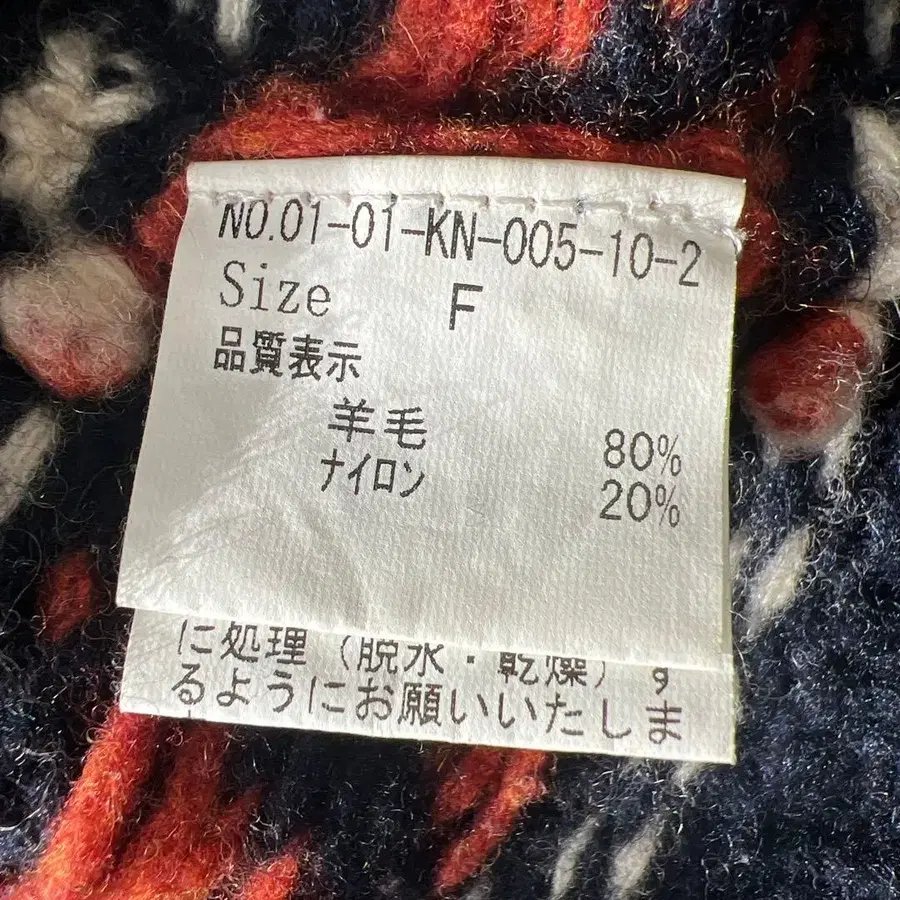 NO.01-01-KN-005-10-2
Size F
品質表示
羊毛 80%
ナイロン 20%
に処理（脱水・乾燥）す
るようにお願いいたしま